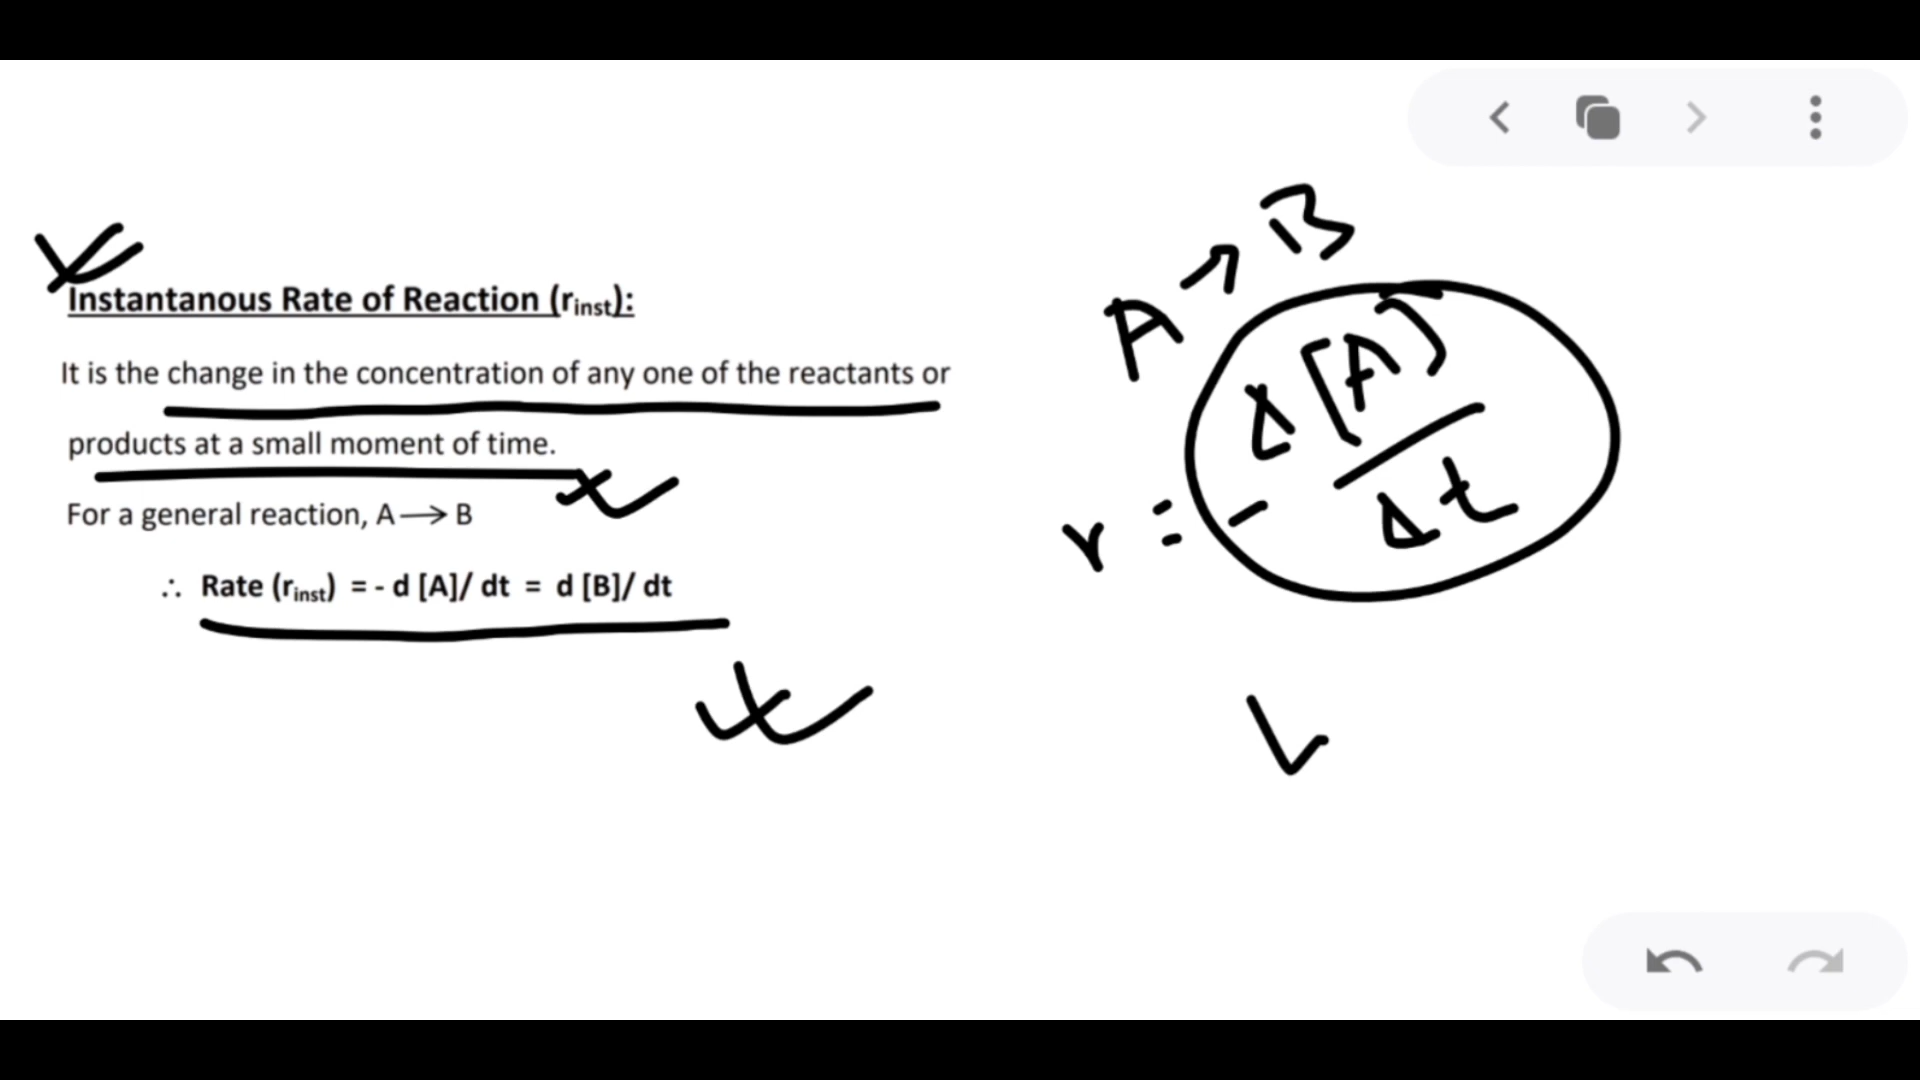 Instantanous Rate of Reaction (rinst):
It is the change in the concentration of any one of the reactants or
products at a small moment of time.
For a general reaction, A ⟶ B
∴ Rate (rinst) = - d [A]/ dt = d [B]/ dt
A → B
r = - Δ[A] / Δt